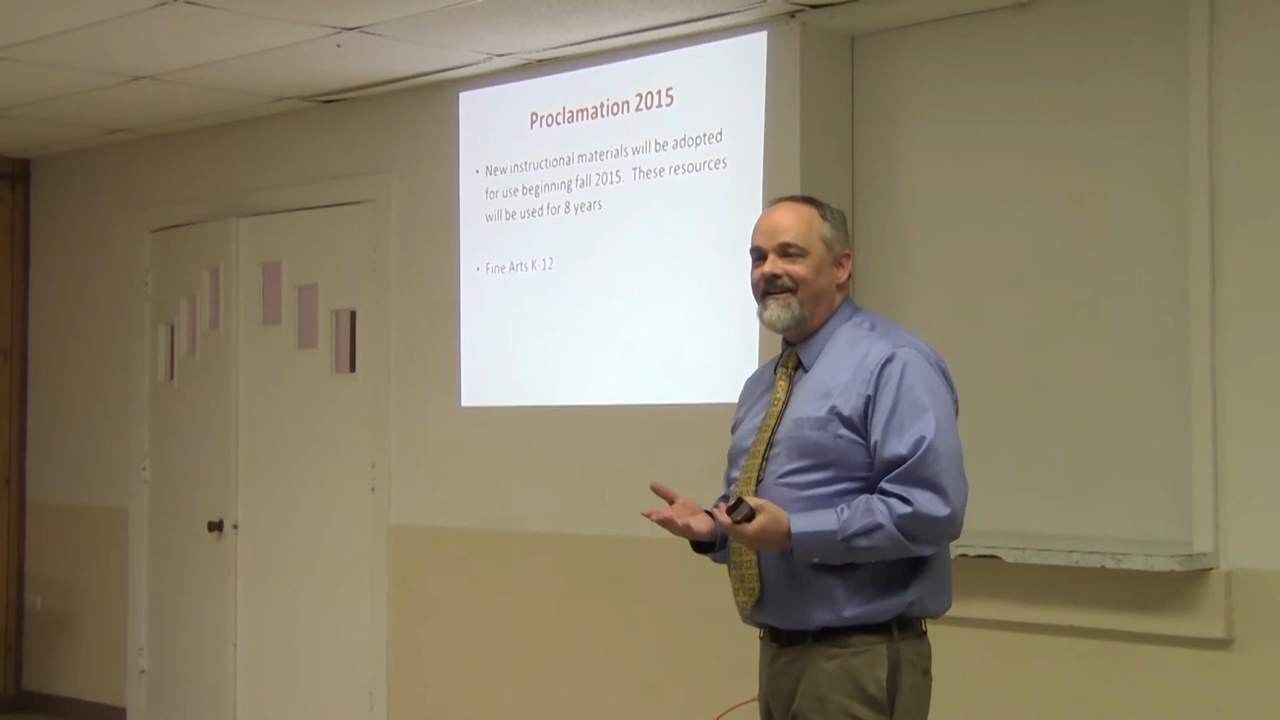 Proclamation 2015
• New instructional materials will be adopted
for use beginning fall 2015. These resources
will be used for 8 years.
• Fine Arts K-12